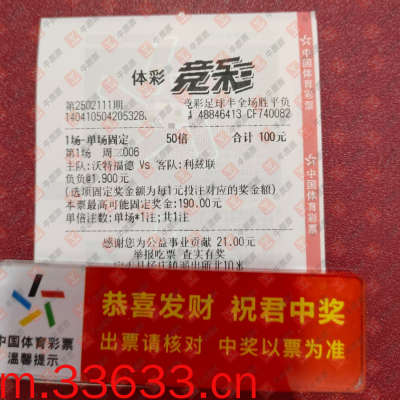 体彩 竞彩
第2502111期 竞彩足球半全场胜平负
140410504205328 48846413 CF740082
1场-单场固定 50倍 合计 100元
第1场 周三006
主队:沃特福德 Vs 客队:利兹联
负负@1.900元
(选项固定奖金额为每1元投注对应的奖金额)
本票最高可能固定奖金:190.00元
单倍注数:单场*1注;共1注
感谢您为公益事业贡献 21.00元
举报吃票 查实有奖
恭喜发财 祝君中奖
出票请核对 中奖以票为准
中国体育彩票
温馨提示
中国体育彩票
中国体育彩票
m.33633.cn